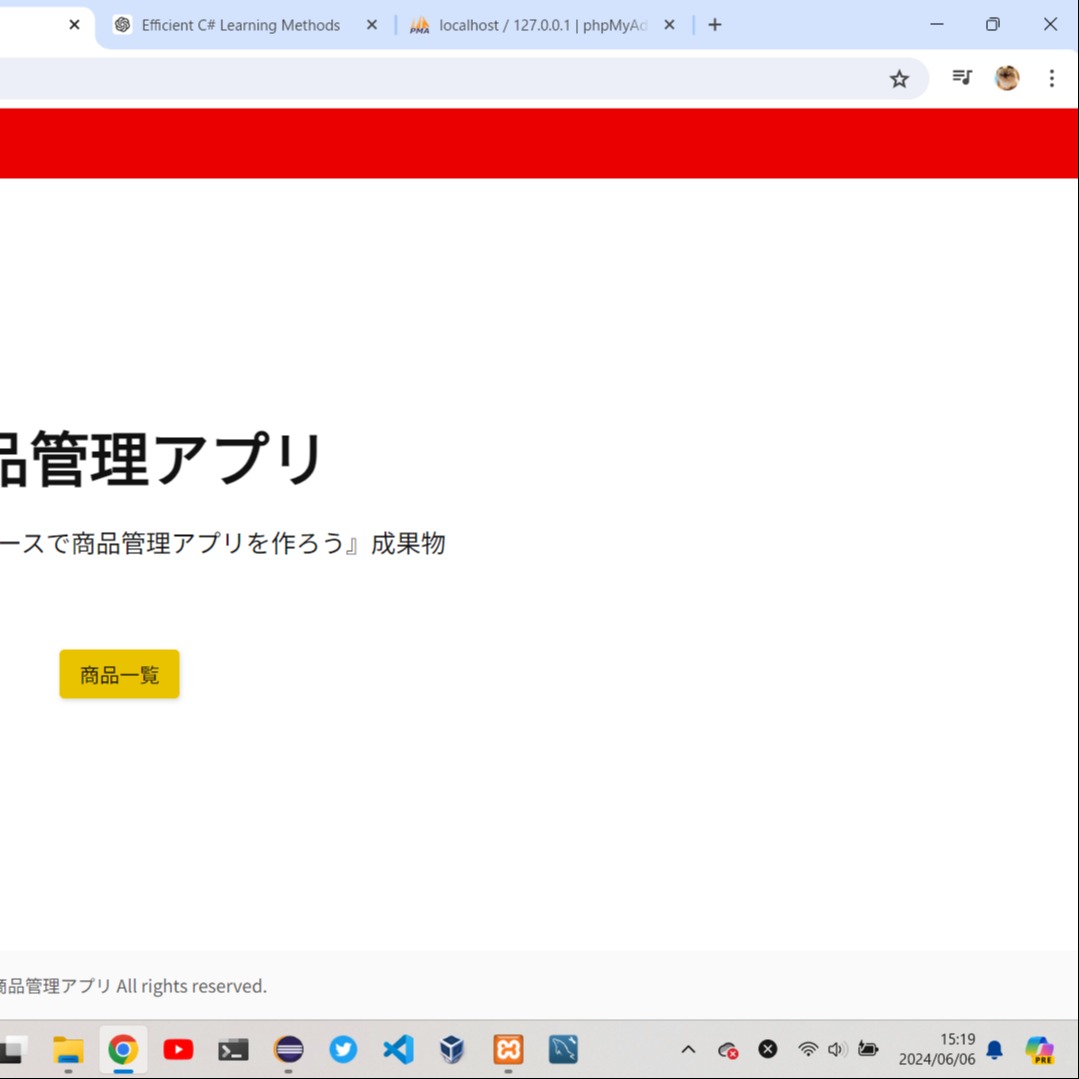 Efficient C# Learning Methods
localhost / 127.0.0.1 | phpMyAd
品管理アプリ
ースで商品管理アプリを作ろう』成果物
商品一覧
商品管理アプリ All rights reserved.
15:19
2024/06/06
PRE